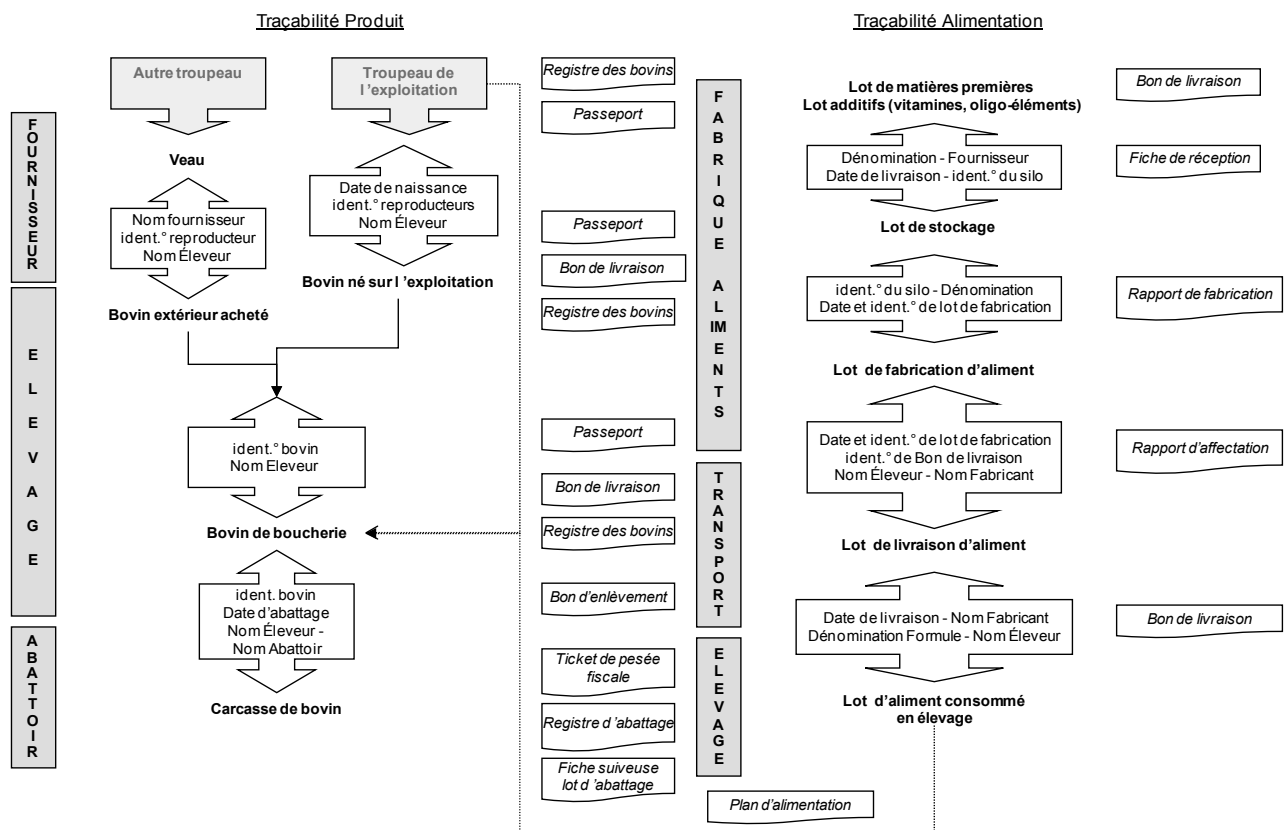 Traçabilité Produit
Traçabilité Alimentation
FOURNISSEUR
ELEVAGE
ABATTOIR
Autre troupeau
Troupeau de
l 'exploitation
Veau
Nom fournisseur
ident.° reproducteur
Nom Éleveur
Date de naissance
ident.° reproducteurs
Nom Éleveur
Bovin né sur l 'exploitation
Bovin extérieur acheté
ident.° bovin
Nom Eleveur
Bovin de boucherie
ident. bovin
Date d'abattage
Nom Éleveur -
Nom Abattoir
Carcasse de bovin
Registre des bovins
Passeport
Passeport
Bon de livraison
Registre des bovins
Passeport
Bon de livraison
Registre des bovins
Bon d'enlèvement
Ticket de pesée
fiscale
Registre d 'abattage
Fiche suiveuse
lot d 'abattage
FABRIQUE ALIMENTS
TRANSPORT
ELEVAGE
Lot de matières premières
Lot additifs (vitamines, oligo-éléments)
Dénomination - Fournisseur
Date de livraison - ident.° du silo
Lot de stockage
ident.° du silo - Dénomination
Date et ident.° de lot de fabrication
Lot de fabrication d'aliment
Date et ident.° de lot de fabrication
ident.° de Bon de livraison
Nom Éleveur - Nom Fabricant
Lot de livraison d'aliment
Date de livraison - Nom Fabricant
Dénomination Formule - Nom Éleveur
Lot d'aliment consommé
en élevage
Bon de livraison
Fiche de réception
Rapport de fabrication
Rapport d'affectation
Bon de livraison
Plan d'alimentation